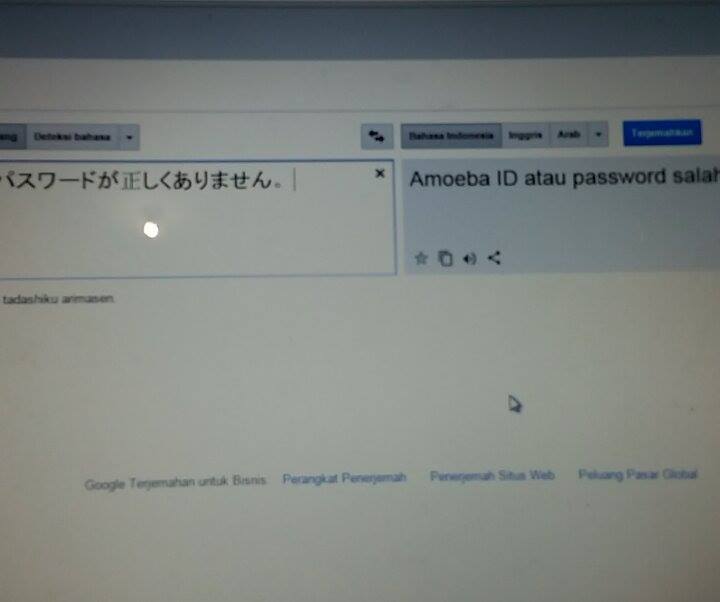 ang Deteksi bahasa Bahasa Indonesia Inggris Arab Terjemahkan
パスワードが正しくありません。
Amoeba ID atau password salah
tadashiku arimasen.
Google Terjemahan untuk Bisnis Perangkat Penerjemah Penerjemah Situs Web Peluang Pasar Global